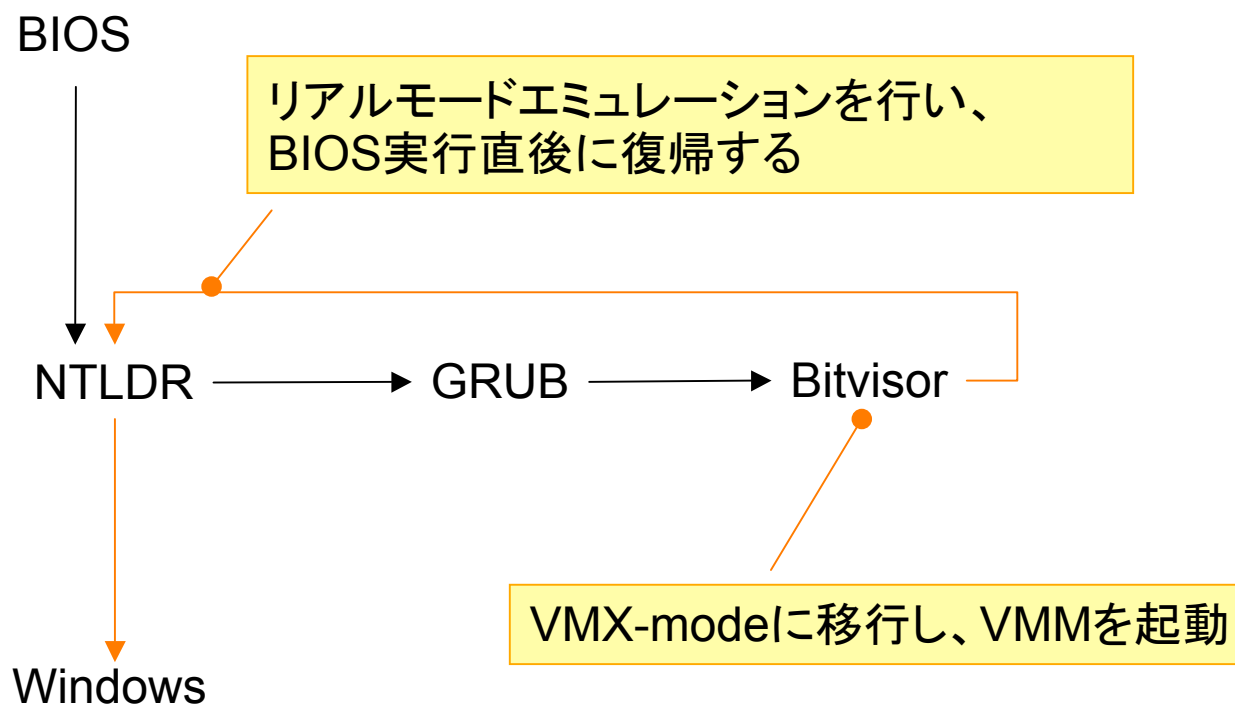 BIOS
リアルモードエミュレーションを行い、
BIOS実行直後に復帰する
NTLDR
GRUB
Bitvisor
VMX-modeに移行し、VMMを起動
Windows